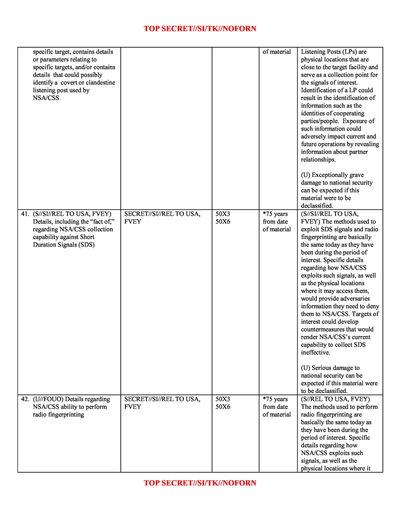 TOP SECRET//SI/TK//NOFORN
specific target, contains details
or parameters relating to
specific targets, and/or contains
details that could possibly
identify a covert or clandestine
listening post used by
NSA/CSS
of material
Listening Posts (LPs) are
physical locations that are
close to the target facility and
serve as a collection point for
the signals of interest.
Identification of a LP could
result in the identification of
information such as the
identities of cooperating
parties/people. Exposure of
such information could
adversely impact current and
future operations by revealing
information about partner
relationships.
(U) Exceptionally grave
damage to national security
can be expected if this
material were to be
declassified.
41. (S//SI//REL TO USA, FVEY)
Details, including the "fact of,"
regarding NSA/CSS collection
capability against Short
Duration Signals (SDS)
SECRET//SI//REL TO USA,
FVEY
50X3
50X6
*75 years
from date
of material
(S//SI//REL TO USA,
FVEY) The methods used to
exploit SDS signals and radio
fingerprinting are basically
the same today as they have
been during the period of
interest. Specific details
regarding how NSA/CSS
exploits such signals, as well
as the physical locations
where it may access them,
would provide adversaries
information they need to deny
them to NSA/CSS. Targets of
interest could develop
countermeasures that would
render NSA/CSS's current
capability to collect SDS
ineffective.
(U) Serious damage to
national security can be
expected if this material were
to be declassified.
42. (U//FOUO) Details regarding
NSA/CSS ability to perform
radio fingerprinting
SECRET//SI//REL TO USA,
FVEY
50X3
50X6
*75 years
from date
of material
(S//REL TO USA, FVEY)
The methods used to perform
radio fingerprinting are
basically the same today as
they have been during the
period of interest. Specific
details regarding how
NSA/CSS exploits such
signals, as well as the
physical locations where it
TOP SECRET//SI/TK//NOFORN